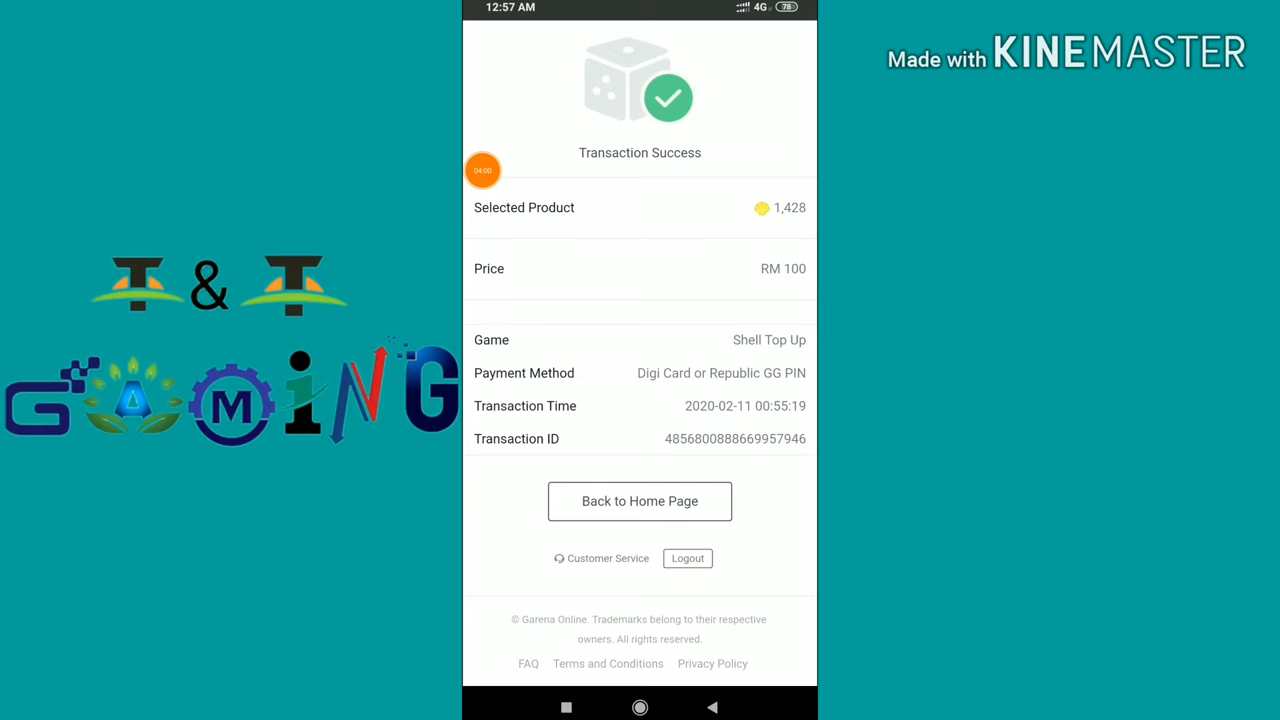 12:57 AM
4G
78
Made with KINEMASTER
Transaction Success
04:00
Selected Product
1,428
Price
RM 100
T & T
GAMiNG
Game
Shell Top Up
Payment Method
Digi Card or Republic GG PIN
Transaction Time
2020-02-11 00:55:19
Transaction ID
4856800888669957946
Back to Home Page
Customer Service
Logout
© Garena Online. Trademarks belong to their respective
owners. All rights reserved.
FAQ
Terms and Conditions
Privacy Policy